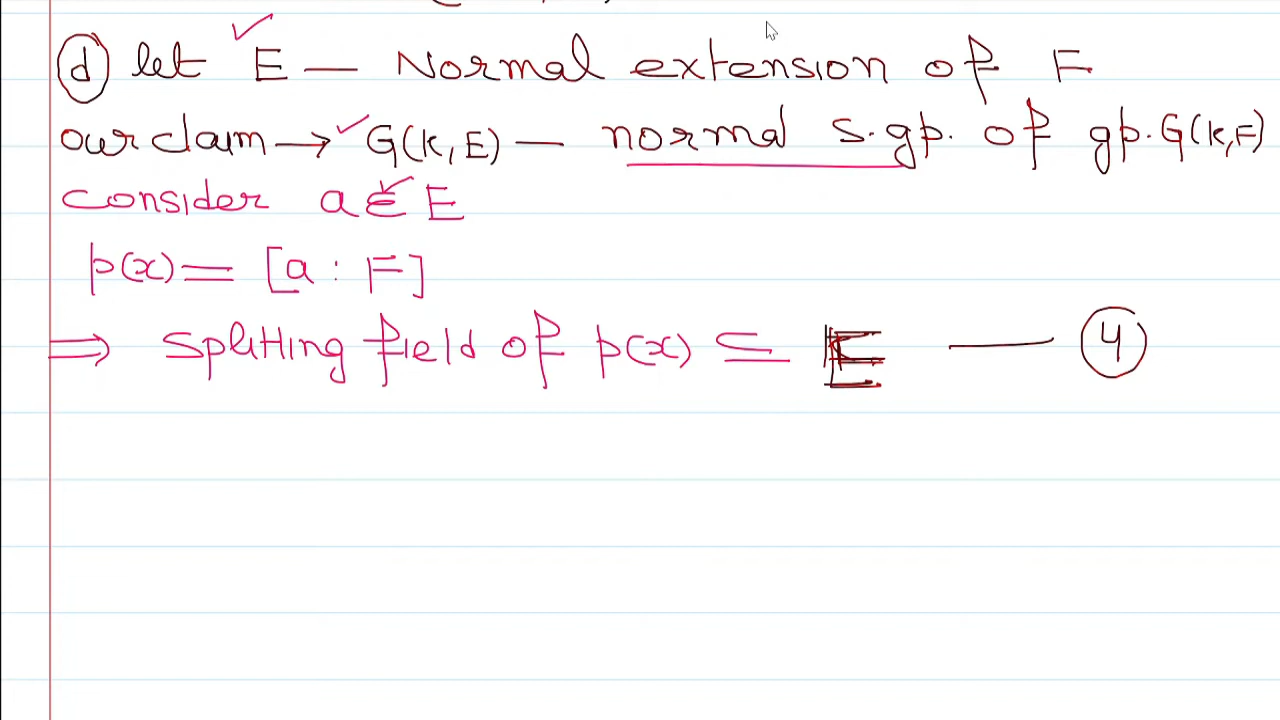 (d) let E — Normal extension of F
our claim → G(K, E) — normal s.gp. of gp. G(K, F)
consider a ∈ E
p(x) = [a : F]
⇒ splitting field of p(x) ⊆ E — (4)